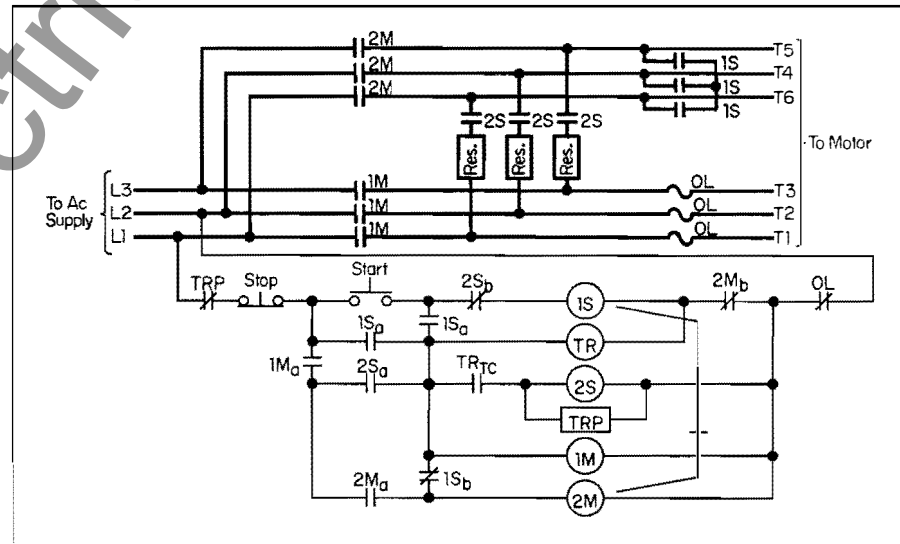 ctri
2M
T5
1S
2M
T4
1S
2M
T6
1S
2S
2S
2S
Res.
Res.
Res.
To Motor
To Ac
Supply
L3
1M
OL
T3
L2
1M
OL
T2
L1
1M
OL
T1
TRP
Stop
Start
2Sb
1S
2Mb
OL
1Sa
1Sa
TR
1Ma
2Sa
TRTC
2S
TRP
1M
2Ma
1Sb
2M